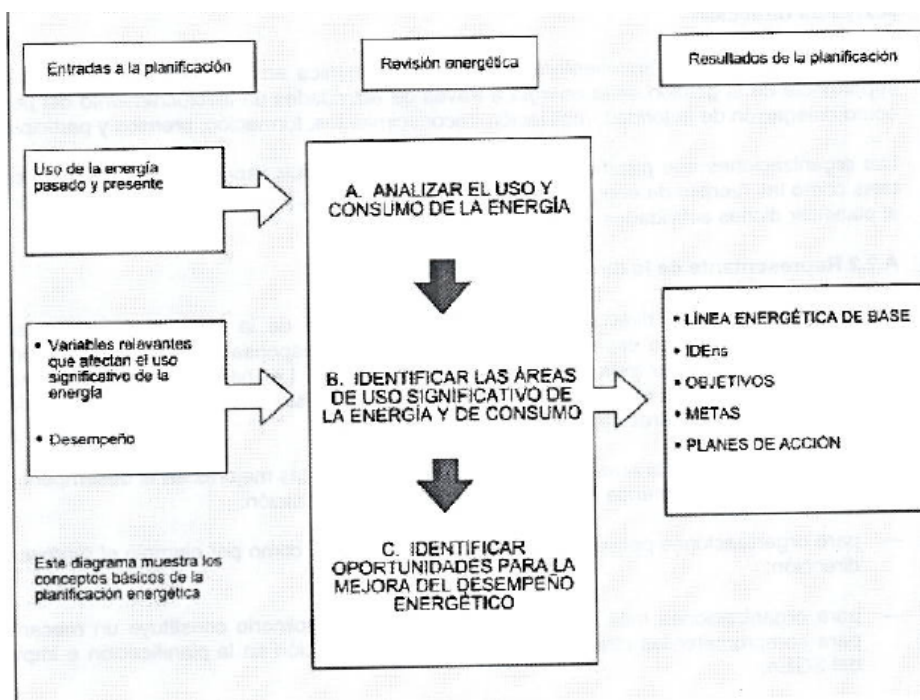 Entradas a la planificación
Revisión energética
Resultados de la planificación
Uso de la energía
pasado y presente
• Variables relevantes
que afectan el uso
significativo de la
energía
• Desempeño
A. ANALIZAR EL USO Y
CONSUMO DE LA ENERGÍA
B. IDENTIFICAR LAS ÁREAS
DE USO SIGNIFICATIVO DE
LA ENERGÍA Y DE CONSUMO
C. IDENTIFICAR
OPORTUNIDADES PARA LA
MEJORA DEL DESEMPEÑO
ENERGÉTICO
• LÍNEA ENERGÉTICA DE BASE
• IDEns
• OBJETIVOS
• METAS
• PLANES DE ACCIÓN
Este diagrama muestra los
conceptos básicos de la
planificación energética